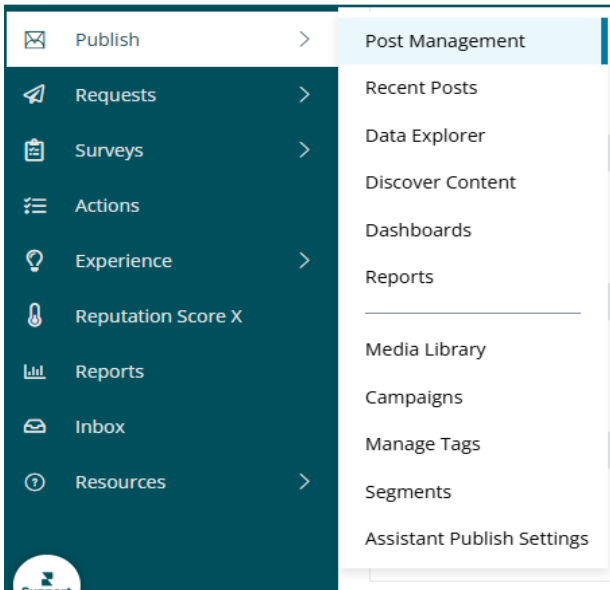 Publish
Requests
Surveys
Actions
Experience
Reputation Score X
Reports
Inbox
Resources
Support
Post Management
Recent Posts
Data Explorer
Discover Content
Dashboards
Reports
Media Library
Campaigns
Manage Tags
Segments
Assistant Publish Settings